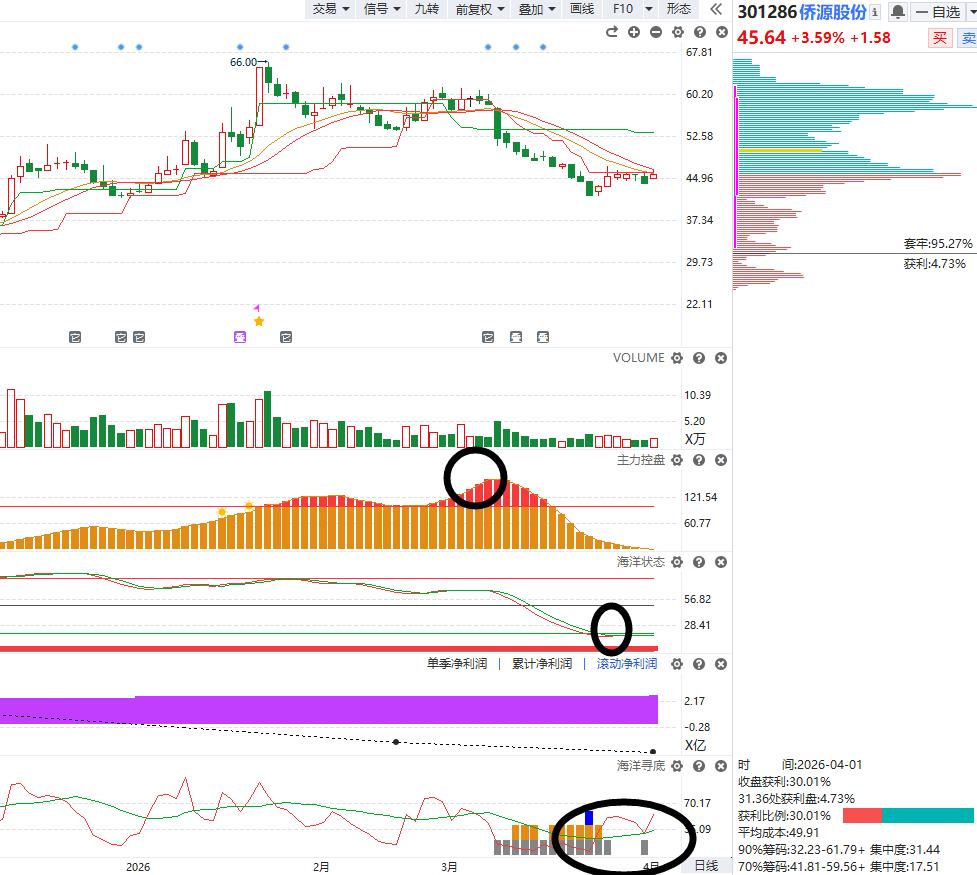 交易 信号 九转 前复权 叠加 画线 F10 形态
301286 侨源股份 自选
45.64 +3.59% +1.58 买 卖
67.81
66.00
60.20
52.58
44.96
37.34
29.73
22.11
套牢:95.27%
获利:4.73%
VOLUME
10.39
5.20
X万
主力控盘
121.54
60.77
海洋状态
56.82
28.41
单季净利润 | 累计净利润 | 滚动净利润
2.17
-0.28
X亿
海洋寻底
70.17
5.09
2026 2月 3月 4月 日线
时 间:2026-04-01
收盘获利:30.01%
31.36处获利盘:4.73%
获利比例:30.01%
平均成本:49.91
90%筹码:32.23-61.79+ 集中度:31.44
70%筹码:41.81-59.56+ 集中度:17.51